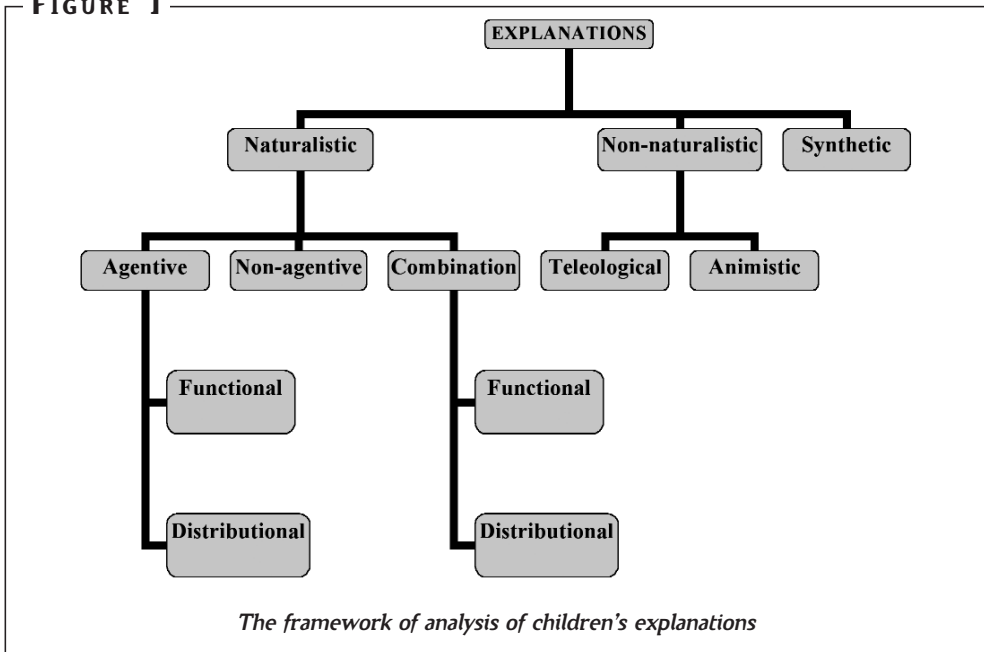 FIGURE 1
EXPLANATIONS
Naturalistic
Non-naturalistic
Synthetic
Agentive
Non-agentive
Combination
Teleological
Animistic
Functional
Functional
Distributional
Distributional
The framework of analysis of children's explanations